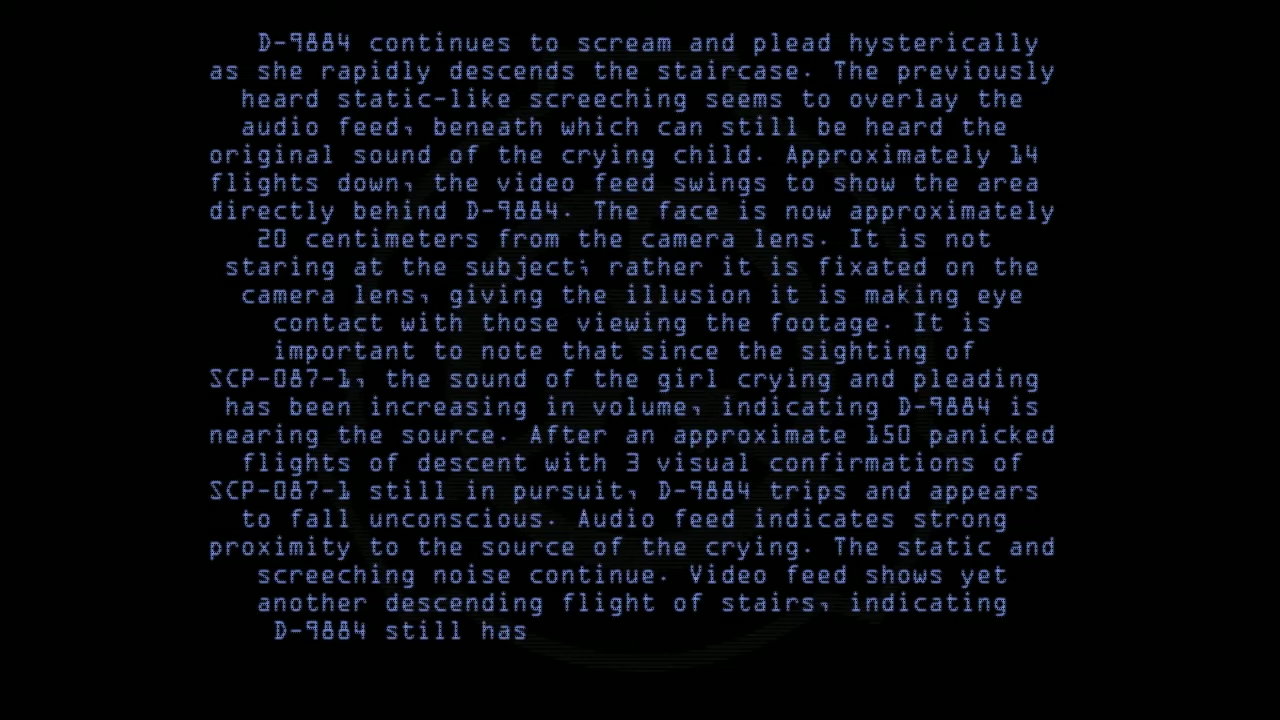 D-9884 continues to scream and plead hysterically
as she rapidly descends the staircase. The previously
heard static-like screeching seems to overlay the
audio feed, beneath which can still be heard the
original sound of the crying child. Approximately 14
flights down, the video feed swings to show the area
directly behind D-9884. The face is now approximately
20 centimeters from the camera lens. It is not
staring at the subject; rather it is fixated on the
camera lens, giving the illusion it is making eye
contact with those viewing the footage. It is
important to note that since the sighting of
SCP-087-1, the sound of the girl crying and pleading
has been increasing in volume, indicating D-9884 is
nearing the source. After an approximate 150 panicked
flights of descent with 3 visual confirmations of
SCP-087-1 still in pursuit, D-9884 trips and appears
to fall unconscious. Audio feed indicates strong
proximity to the source of the crying. The static and
screeching noise continue. Video feed shows yet
another descending flight of stairs, indicating
D-9884 still has